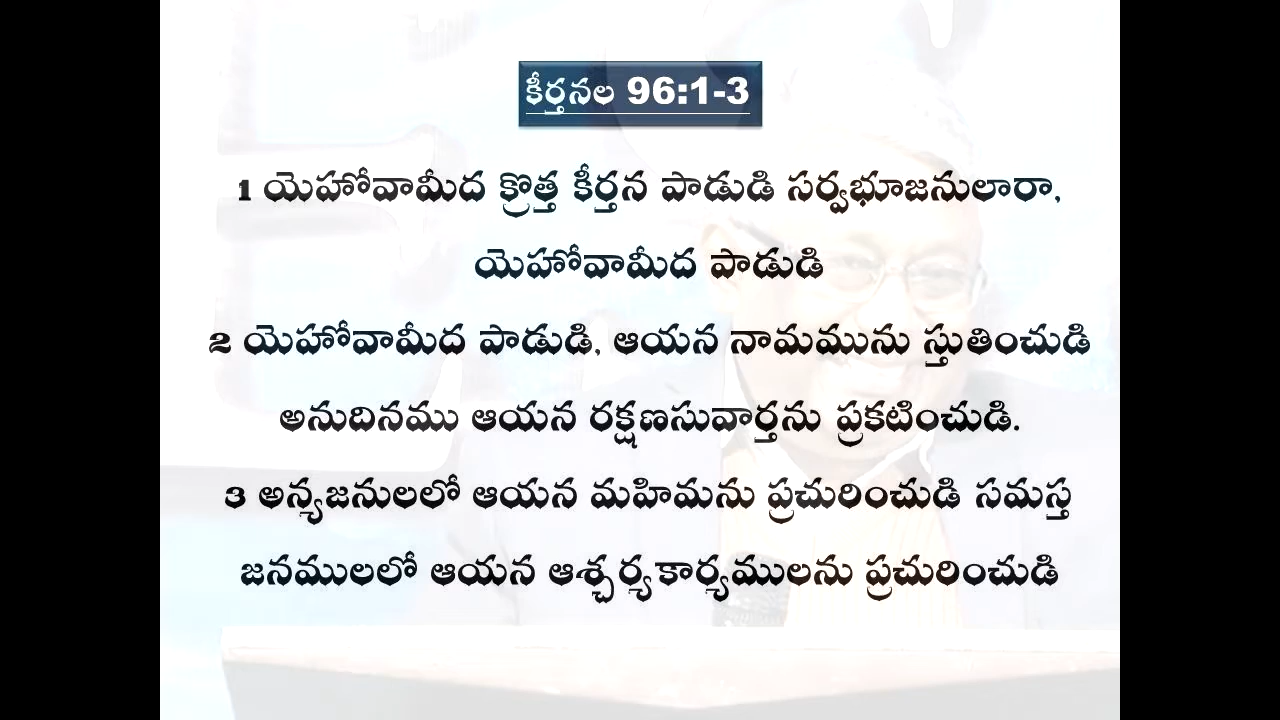 కీర్తనల 96:1-3
1 యెహోవామీద క్రొత్త కీర్తన పాడుడి సర్వభూజనులారా,
యెహోవామీద పాడుడి
2 యెహోవామీద పాడుడి, ఆయన నామమును స్తుతించుడి
అనుదినము ఆయన రక్షణసువార్తను ప్రకటించుడి.
3 అన్యజనులలో ఆయన మహిమను ప్రచురించుడి సమస్త
జనములలో ఆయన ఆశ్చర్యకార్యములను ప్రచురించుడి